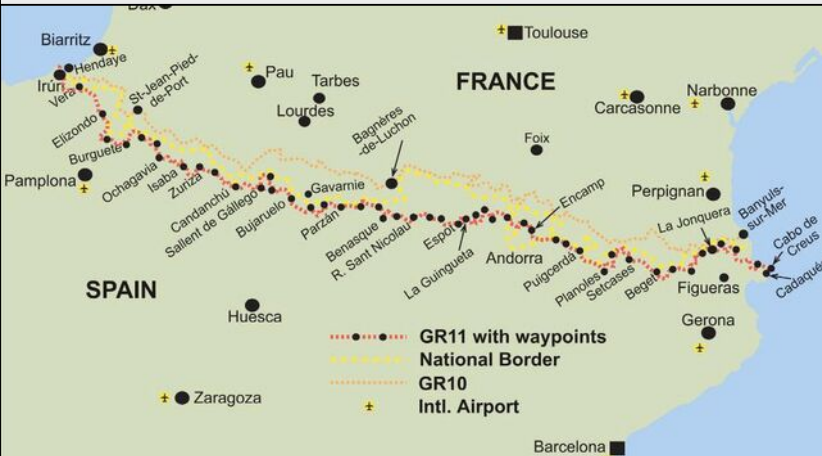 Dax
Toulouse
Biarritz
Hendaye
Irún
Vera
St-Jean-Pied-
de-Port
Pau
Tarbes
Lourdes
FRANCE
Carcasonne
Narbonne
Elizondo
Burguete
Bagnères
-de-Luchon
Foix
Pamplona
Ochagavia
Isaba
Zuriza
Candanchú
Sallent de Gállego
Gavarnie
Bujaruelo
Parzán
Benasque
R. Sant Nicolau
Espot
La Guingueta
Encamp
Andorra
Perpignan
La Jonquera
Banyuls-
sur-Mer
Cabo de
Creus
Cadaqués
Puigcerdá
Planoles
Setcases
Beget
Figueras
SPAIN
Huesca
Gerona
GR11 with waypoints
National Border
GR10
Intl. Airport
Zaragoza
Barcelona